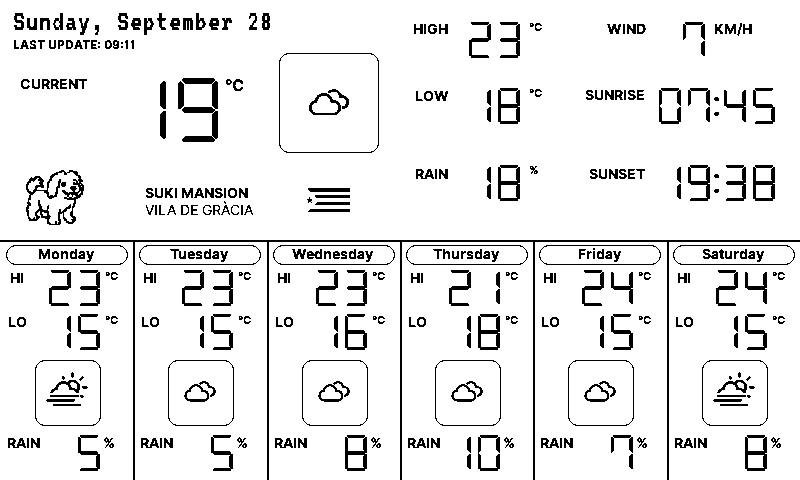 Sunday, September 28
LAST UPDATE: 09:11
CURRENT 19 °C
HIGH 23 °C
WIND 7 KM/H
LOW 18 °C
SUNRISE 07:45
RAIN 18 %
SUNSET 19:38
SUKI MANSION
VILA DE GRÀCIA
Monday
HI 23 °C
LO 15 °C
RAIN 5 %
Tuesday
HI 23 °C
LO 15 °C
RAIN 5 %
Wednesday
HI 23 °C
LO 16 °C
RAIN 8 %
Thursday
HI 21 °C
LO 18 °C
RAIN 10 %
Friday
HI 24 °C
LO 15 °C
RAIN 7 %
Saturday
HI 24 °C
LO 15 °C
RAIN 8 %